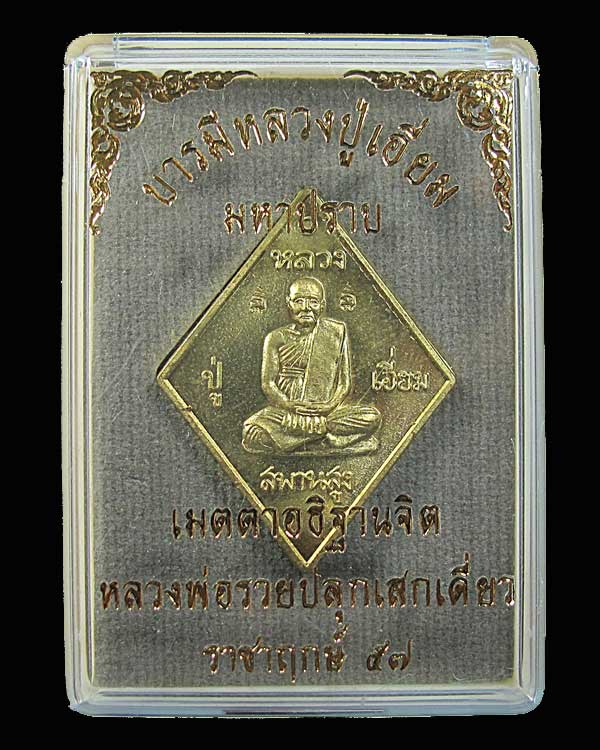 บารมีหลวงปู่เอี่ยม
มหาปราบ
หลวง
ปู่ เอี่ยม
สพานสูง
เมตตาอธิฐานจิต
หลวงพ่อรวยปลุกเสกเดี่ยว
ราชาฤกษ์ ๕๗